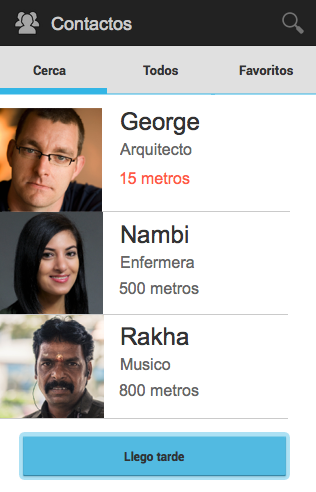 Contactos
Cerca Todos Favoritos
George
Arquitecto
15 metros
Nambi
Enfermera
500 metros
Rakha
Musico
800 metros
Llego tarde